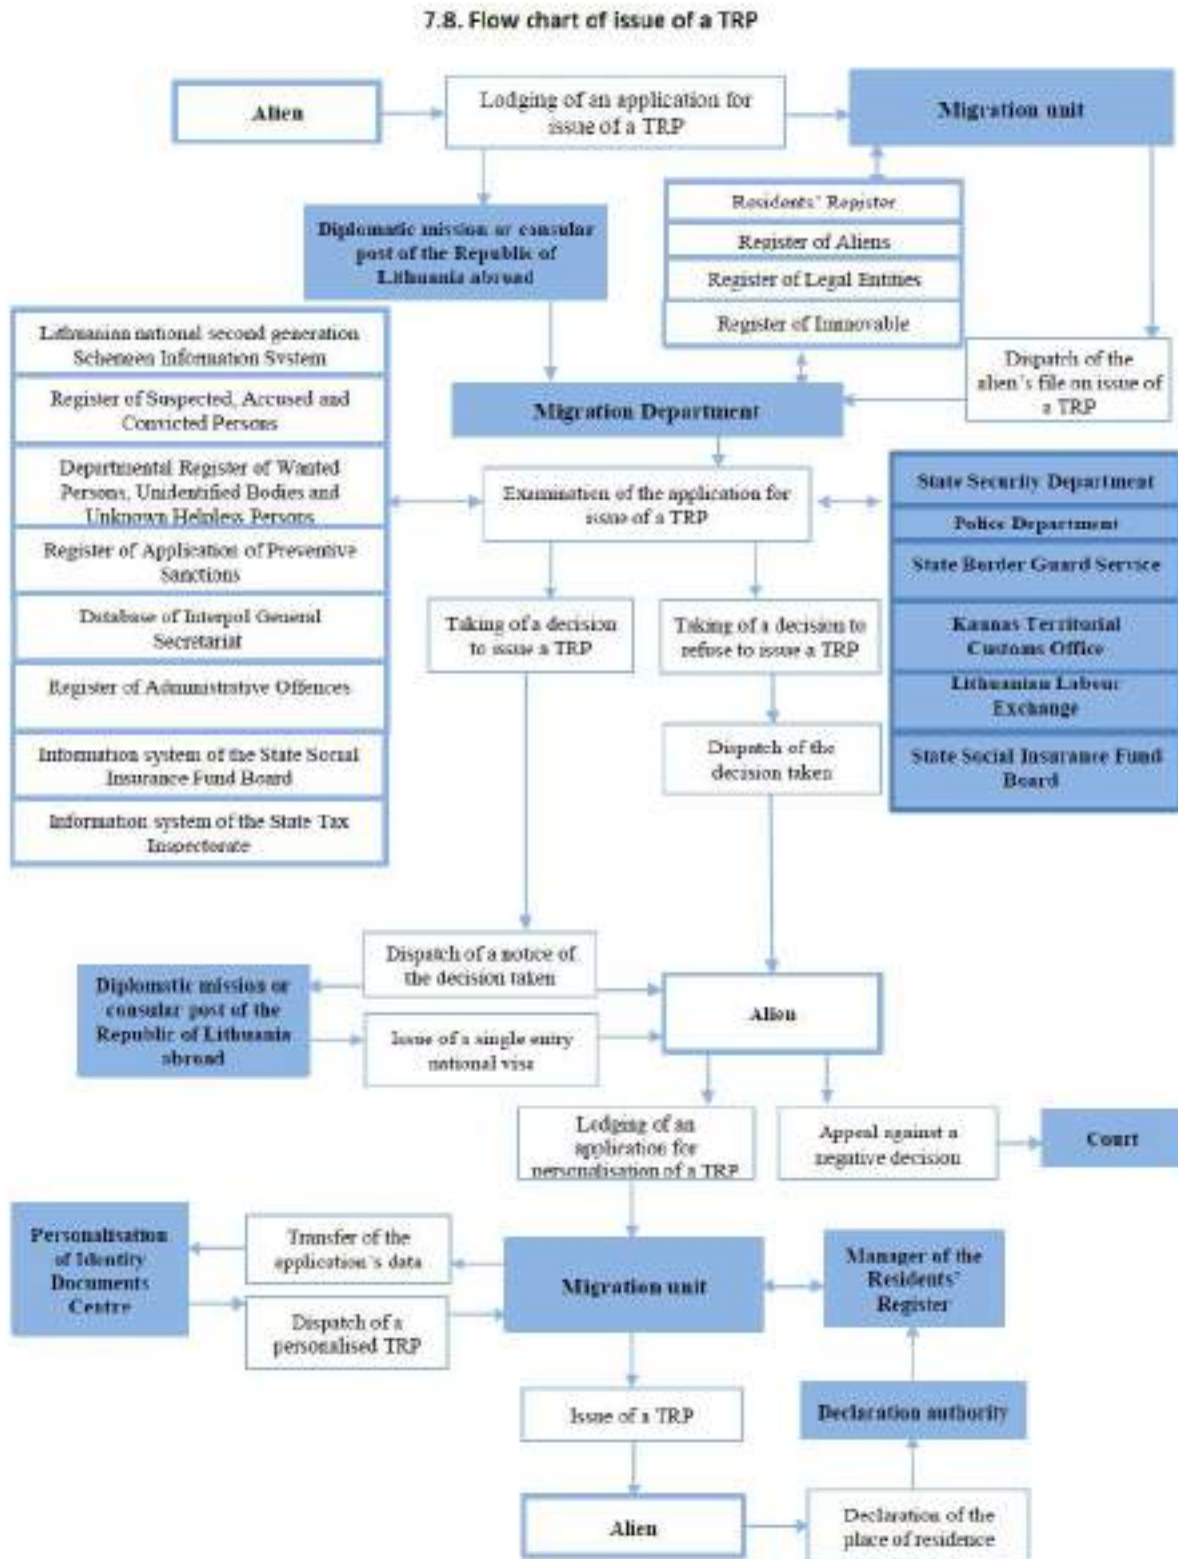 7.8. Flow chart of issue of a TRP
Alien
Lodging of an application for
issue of a TRP
Migration unit
Diplomatic mission or consular
post of the Republic of
Lithuania abroad
Residents' Register
Register of Aliens
Register of Legal Entities
Register of Immovable
Lithuanian national second generation
Schengen Information System
Register of Suspected, Accused and
Convicted Persons
Departmental Register of Wanted
Persons, Unidentified Bodies and
Unknown Helpless Persons
Register of Application of Preventive
Sanctions
Database of Interpol General
Secretariat
Register of Administrative Offences
Information system of the State Social
Insurance Fund Board
Information system of the State Tax
Inspectorate
Migration Department
Dispatch of the
alien's file on issue of
a TRP
Examination of the application for
issue of a TRP
State Security Department
Police Department
State Border Guard Service
Kaunas Territorial
Customs Office
Lithuanian Labour
Exchange
State Social Insurance Fund
Board
Taking of a decision
to issue a TRP
Taking of a decision to
refuse to issue a TRP
Dispatch of the
decision taken
Dispatch of a notice of
the decision taken
Diplomatic mission or
consular post of the
Republic of Lithuania
abroad
Issue of a single entry
national visa
Alien
Lodging of an
application for
personalisation of a TRP
Appeal against a
negative decision
Court
Personalisation
of Identity
Documents
Centre
Transfer of the
application's data
Dispatch of a
personalised TRP
Migration unit
Manager of the
Residents'
Register
Issue of a TRP
Declaration authority
Alien
Declaration of the
place of residence